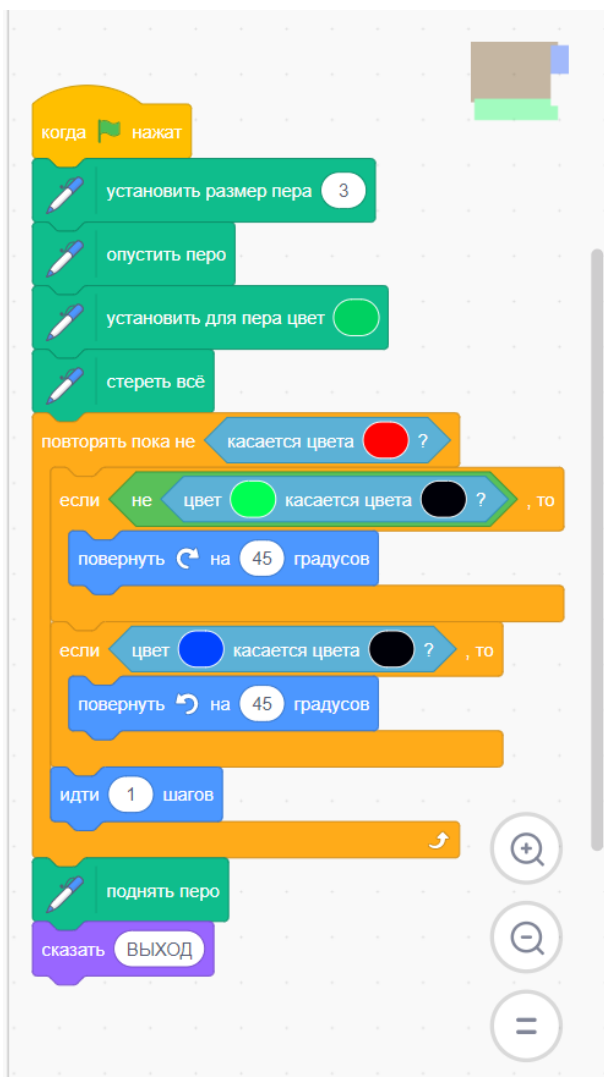 когда нажат
установить размер пера 3
опустить перо
установить для пера цвет
стереть всё
повторять пока не касается цвета ?
если не цвет касается цвета ? , то
повернуть на 45 градусов
если цвет касается цвета ? , то
повернуть на 45 градусов
идти 1 шагов
поднять перо
сказать ВЫХОД